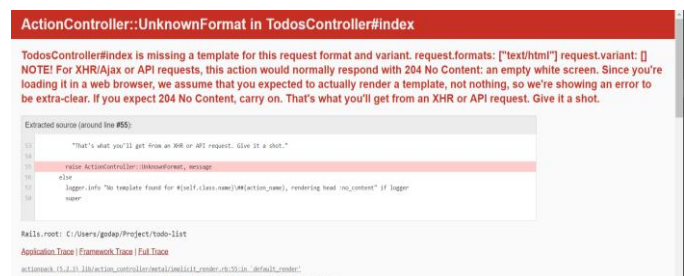 ActionController::UnknownFormat in TodosController#index
TodosController#index is missing a template for this request format and variant. request.formats: ["text/html"] request.variant: []
NOTE! For XHR/Ajax or API requests, this action would normally respond with 204 No Content: an empty white screen. Since you're
loading it in a web browser, we assume that you expected to actually render a template, not nothing, so we're showing an error to
be extra-clear. If you expect 204 No Content, carry on. That's what you'll get from an XHR or API request. Give it a shot.
Extracted source (around line #55):
53 "That's what you'll get from an XHR or API request. Give it a shot."
54
55 raise ActionController::UnknownFormat, message
56 else
57 logger.info "No template found for #{self.class.name}\##{action_name}, rendering head :no_content" if logger
58 super
Rails.root: C:/Users/godap/Project/todo-list
Application Trace | Framework Trace | Full Trace
actionpack (5.2.3) lib/action_controller/metal/implicit_render.rb:55:in `default_render'